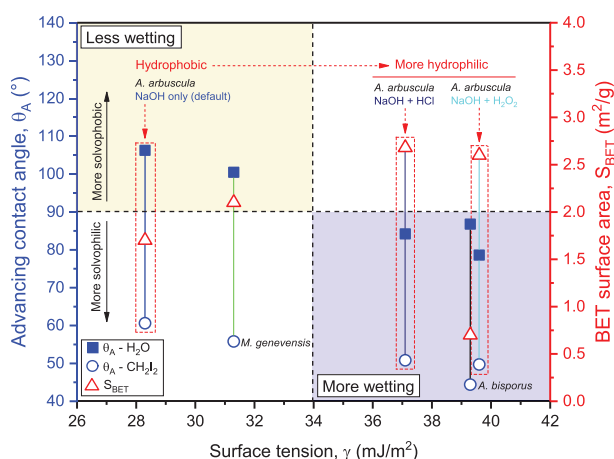 Less wetting
Hydrophobic
More hydrophilic
A. arbuscula
NaOH only (default)
A. arbuscula
NaOH + HCl
A. arbuscula
NaOH + H₂O₂
More solvophobic
More solvophilic
M. genevensis
A. bisporus
More wetting
θA - H₂O
θA - CH₂I₂
SBET
Advancing contact angle, θA (°)
140
130
120
110
100
90
80
70
60
50
40
BET surface area, SBET (m²/g)
4.0
3.5
3.0
2.5
2.0
1.5
1.0
0.5
0.0
26
28
30
32
34
36
38
40
42
Surface tension, γ (mJ/m²)